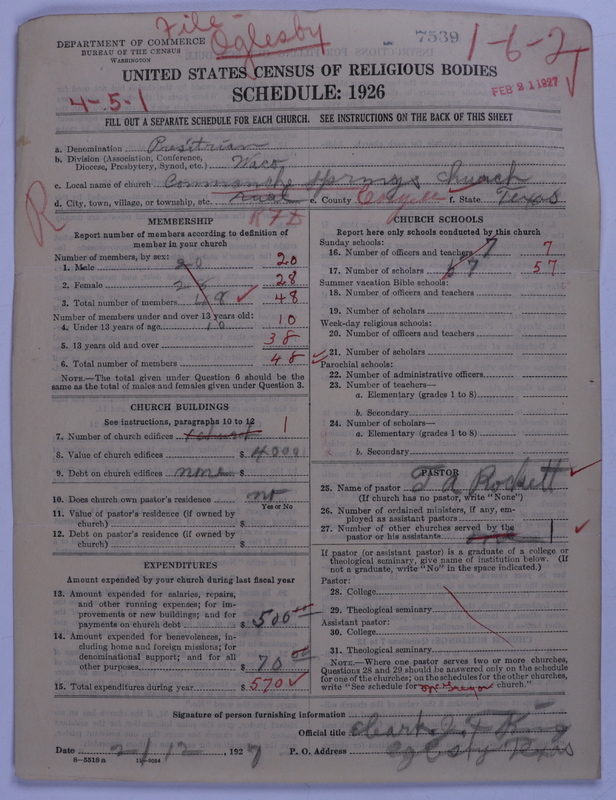 File
Oglesby
7539
1-6-2
DEPARTMENT OF COMMERCE
BUREAU OF THE CENSUS
WASHINGTON
UNITED STATES CENSUS OF RELIGIOUS BODIES
SCHEDULE: 1926
4-5-1
FEB 21 1927
FILL OUT A SEPARATE SCHEDULE FOR EACH CHURCH. SEE INSTRUCTIONS ON THE BACK OF THIS SHEET
a. Denomination
b. Division (Association, Conference, Diocese, Presbytery, Synod, etc.) Waco
c. Local name of church Springs Church
d. City, town, village, or township, etc. Rural e. County Coryell f. State Texas
R
RFD
MEMBERSHIP
Report number of members according to definition of member in your church
Number of members, by sex:
1. Male 20 20
2. Female 28 28
3. Total number of members 48 48
Number of members under and over 13 years old:
4. Under 13 years of age 10 10
5. 13 years old and over 38
6. Total number of members 48
NOTE.—The total given under Question 6 should be the same as the total of males and females given under Question 3.
CHURCH BUILDINGS
See instructions, paragraphs 10 to 12
7. Number of church edifices 1 church 1
8. Value of church edifices $
9. Debt on church edifices none $
10. Does church own pastor's residence no
Yes or No
11. Value of pastor's residence (if owned by church) $
12. Debt on pastor's residence (if owned by church) $
EXPENDITURES
Amount expended by your church during last fiscal year
13. Amount expended for salaries, repairs, and other running expenses; for improvements or new buildings; and for payments on church debt $ 500
14. Amount expended for benevolences, including home and foreign missions; for denominational support; and for all other purposes $ 70 00
15. Total expenditures during year $ 570
CHURCH SCHOOLS
Report here only schools conducted by this church
Sunday schools:
16. Number of officers and teachers 7 7
17. Number of scholars 57 57
Summer vacation Bible schools:
18. Number of officers and teachers
19. Number of scholars
Week-day religious schools:
20. Number of officers and teachers
21. Number of scholars
Parochial schools:
22. Number of administrative officers
23. Number of teachers—
a. Elementary (grades 1 to 8)
b. Secondary
24. Number of scholars—
a. Elementary (grades 1 to 8)
b. Secondary
PASTOR
25. Name of pastor J A Rockett
(If church has no pastor, write "None")
26. Number of ordained ministers, if any, employed as assistant pastors
27. Number of other churches served by the pastor or his assistants 1
If pastor (or assistant pastor) is a graduate of a college or theological seminary, give name of institution below. (If not a graduate, write "No" in the space indicated.)
Pastor:
28. College
29. Theological seminary
Assistant pastor:
30. College
31. Theological seminary
NOTE.—Where one pastor serves two or more churches, Questions 28 and 29 should be answered only on the schedule for one of the churches; on the schedules for the other churches, write "See schedule for McGregor church."
Signature of person furnishing information
Official title Clerk J F King
Date 2/12, 1927 P. O. Address Oglesby Texas
8—5518 n